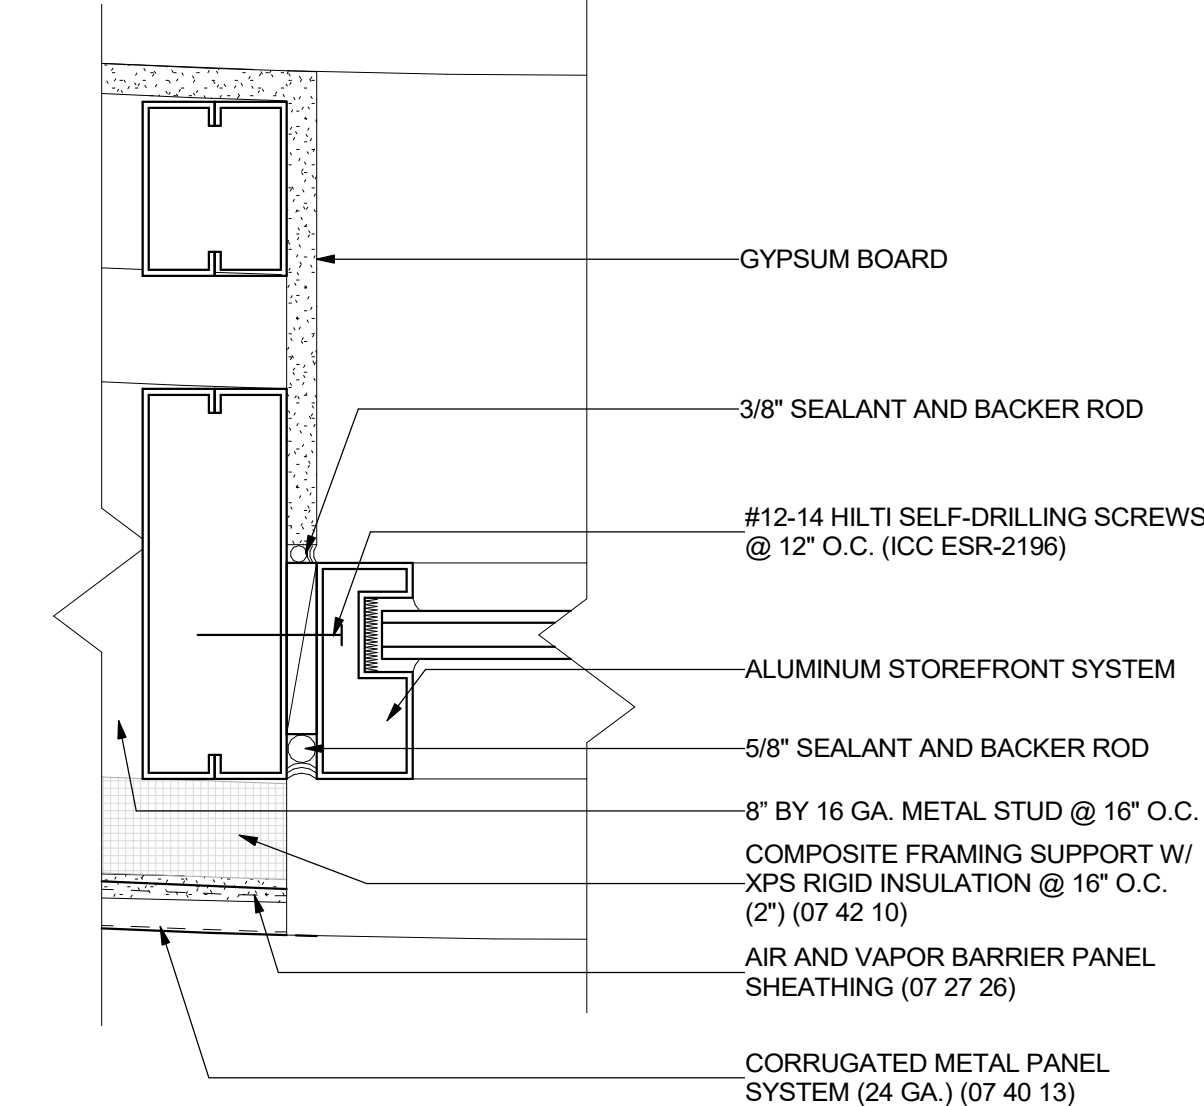 GYPSUM BOARD
3/8" SEALANT AND BACKER ROD
#12-14 HILTI SELF-DRILLING SCREWS
@ 12" O.C. (ICC ESR-2196)
ALUMINUM STOREFRONT SYSTEM
5/8" SEALANT AND BACKER ROD
8” BY 16 GA. METAL STUD @ 16" O.C.
COMPOSITE FRAMING SUPPORT W/
XPS RIGID INSULATION @ 16" O.C.
(2") (07 42 10)
AIR AND VAPOR BARRIER PANEL
SHEATHING (07 27 26)
CORRUGATED METAL PANEL
SYSTEM (24 GA.) (07 40 13)